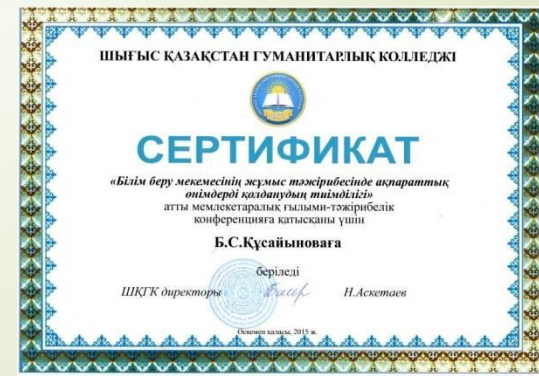 ШЫҒЫС ҚАЗАҚСТАН ГУМАНИТАРЛЫҚ КОЛЛЕДЖІ
СЕРТИФИКАТ
«Білім беру мекемесінің жұмыс тәжірибесінде ақпараттық
өнімдерді қолданудың тиімділігі»
атты мемлекетаралық ғылыми-тәжірибелік
конференцияға қатысқаны үшін
Б.С.Құсайыноваға
беріледі
ШҚГК директоры Н.Аскетаев
Өскемен қаласы, 2015 ж.